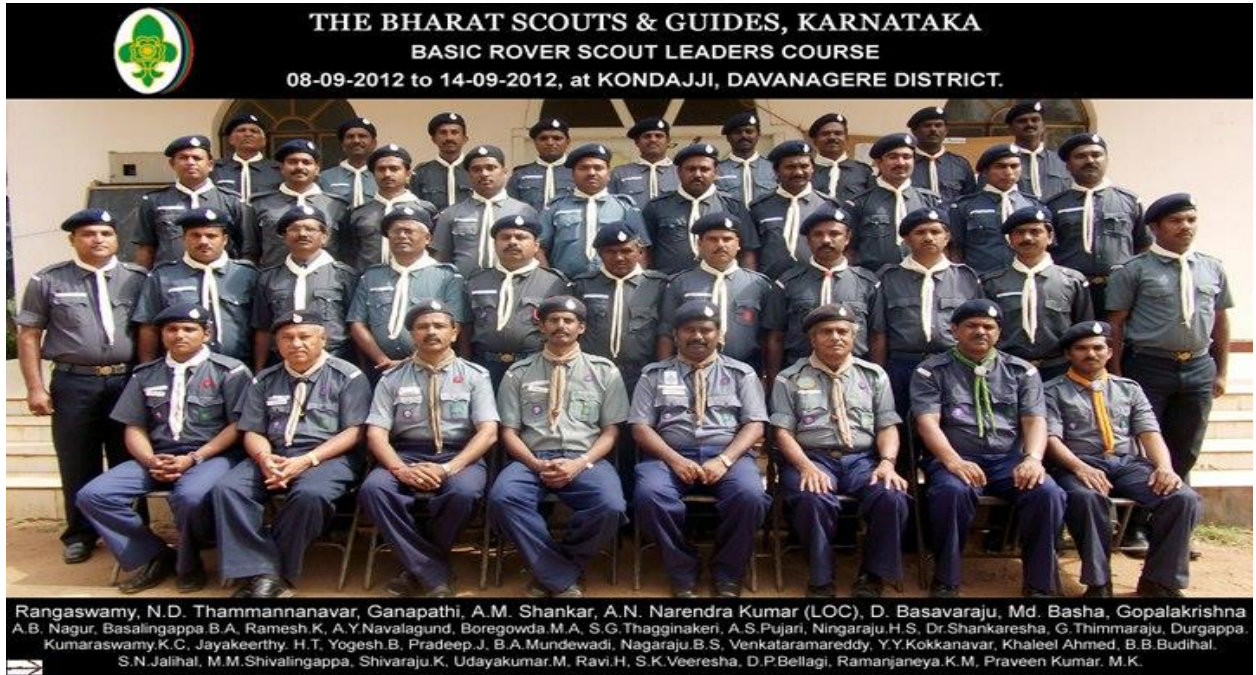 THE BHARAT SCOUTS & GUIDES, KARNATAKA
BASIC ROVER SCOUT LEADERS COURSE
08-09-2012 to 14-09-2012, at KONDAJJI, DAVANAGERE DISTRICT.
Rangaswamy, N.D. Thammannanavar, Ganapathi, A.M. Shankar, A.N. Narendra Kumar (LOC), D. Basavaraju, Md. Basha, Gopalakrishna
A.B. Nagur, Basalingappa.B.A, Ramesh.K, A.Y.Navalagund, Boregowda.M.A, S.G.Thagginakeri, A.S.Pujari, Ningaraju.H.S, Dr.Shankaresha, G.Thimmaraju, Durgappa.
Kumaraswamy.K.C, Jayakeerthy. H.T, Yogesh.B, Pradeep.J, B.A.Mundewadi, Nagaraju.B.S, Venkataramareddy, Y.Y.Kokkanavar, Khaleel Ahmed, B.B.Budihal.
S.N.Jalihal, M.M.Shivalingappa, Shivaraju.K, Udayakumar.M, Ravi.H, S.K.Veeresha, D.P.Bellagi, Ramanjaneya.K.M, Praveen Kumar. M.K.